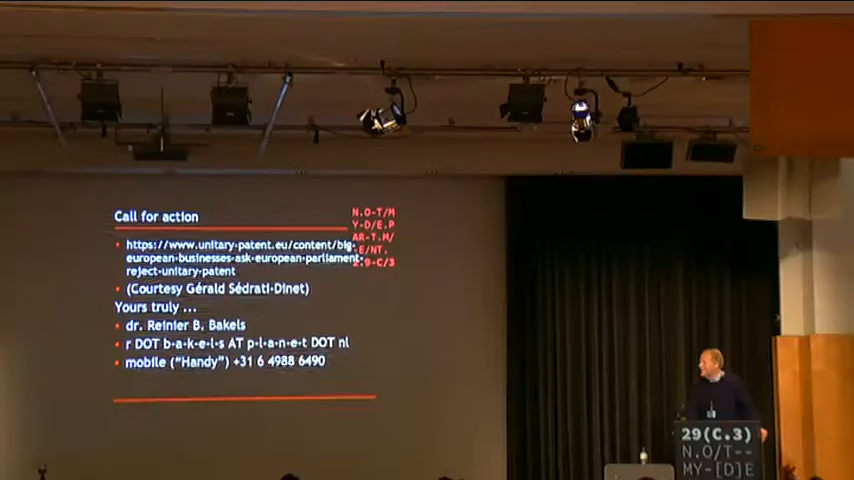 Call for action
N.O-T/M
Y-D/E.P
AR-T.M/
E/NT.
2.9-C/3
https://www.unitary-patent.eu/content/big-
european-businesses-ask-european-parliament-
reject-unitary-patent
(Courtesy Gérald Sédrati-Dinet)
Yours truly ...
dr. Reinier B. Bakels
r DOT b-a-k-e-l-s AT p-l-a-n-e-t DOT nl
mobile (“Handy”) +31 6 4988 6490
29(C.3)
N.O/T--
MY-[D]E